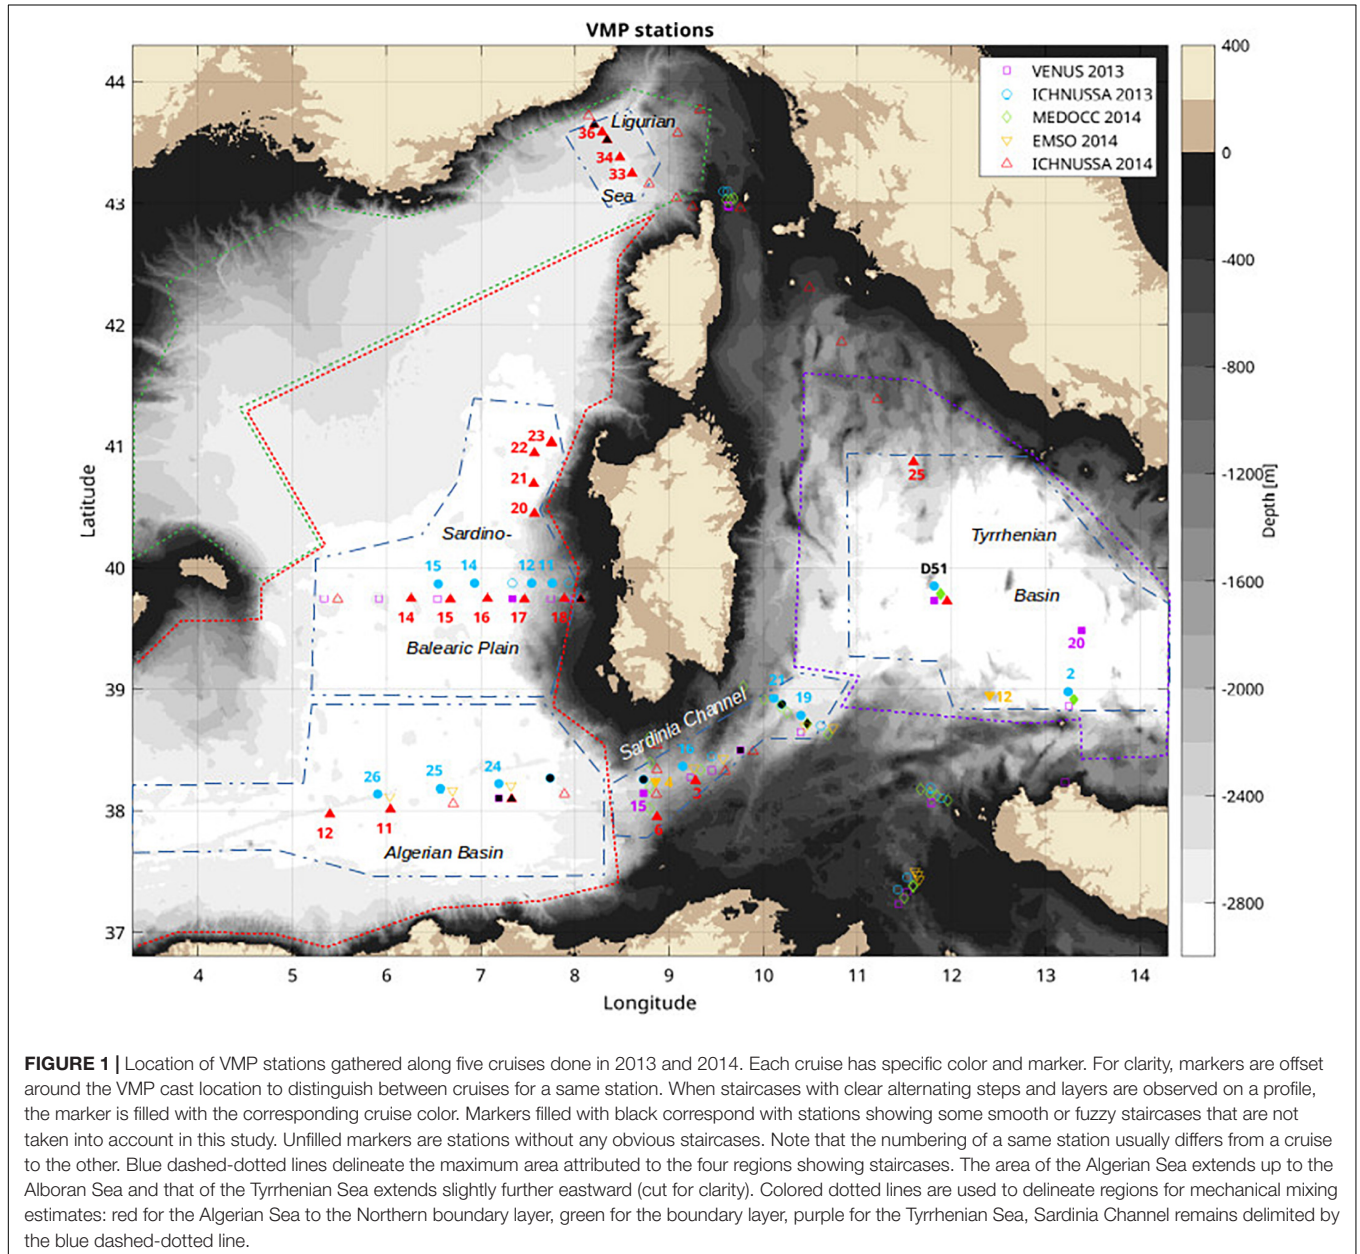 VMP stations
VENUS 2013
ICHNUSSA 2013
MEDOCC 2014
EMSO 2014
ICHNUSSA 2014
400
0
-400
-800
-1200
-1600
-2000
-2400
-2800
Depth [m]
44
43
42
41
40
39
38
37
Latitude
36
Ligurian
34
33
Sea
23
22
21
20
25
Sardino-
Tyrrhenian
15 14 12 11
D51
Basin
14 15 16 17 18
20
Balearic Plain
2
21
19
12
Sardinia Channel
16
26 25 24
4
3
15
12 11
6
Algerian Basin
4 5 6 7 8 9 10 11 12 13 14
Longitude
FIGURE 1 | Location of VMP stations gathered along five cruises done in 2013 and 2014. Each cruise has specific color and marker. For clarity, markers are offset
around the VMP cast location to distinguish between cruises for a same station. When staircases with clear alternating steps and layers are observed on a profile,
the marker is filled with the corresponding cruise color. Markers filled with black correspond with stations showing some smooth or fuzzy staircases that are not
taken into account in this study. Unfilled markers are stations without any obvious staircases. Note that the numbering of a same station usually differs from a cruise
to the other. Blue dashed-dotted lines delineate the maximum area attributed to the four regions showing staircases. The area of the Algerian Sea extends up to the
Alboran Sea and that of the Tyrrhenian Sea extends slightly further eastward (cut for clarity). Colored dotted lines are used to delineate regions for mechanical mixing
estimates: red for the Algerian Sea to the Northern boundary layer, green for the boundary layer, purple for the Tyrrhenian Sea, Sardinia Channel remains delimited by
the blue dashed-dotted line.